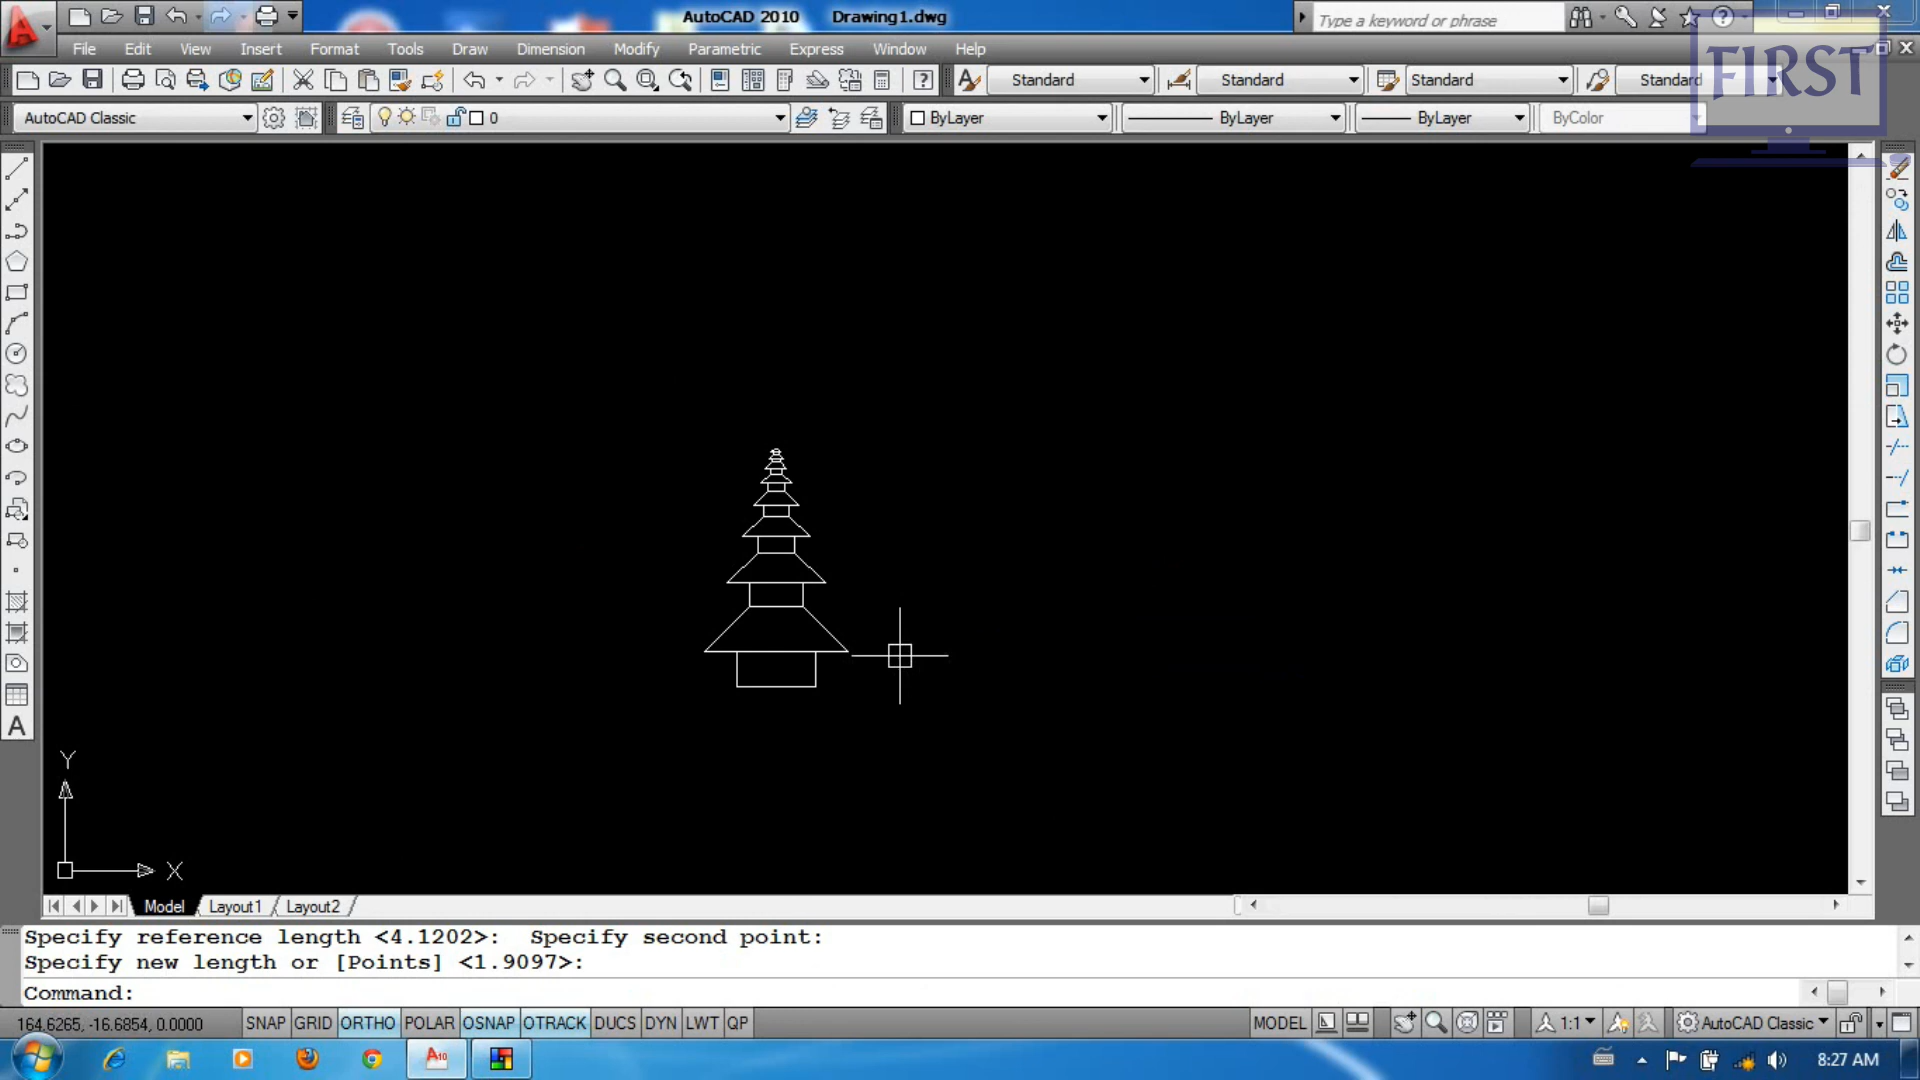 AutoCAD 2010 Drawing1.dwg
Type a keyword or phrase
File Edit View Insert Format Tools Draw Dimension Modify Parametric Express Window Help
FIRST
Standard Standard Standard Standard
AutoCAD Classic 0 ByLayer ByLayer ByLayer ByColor
A
Y
X
Model Layout1 Layout2
Specify reference length <4.1202>: Specify second point:
Specify new length or [Points] <1.9097>:
Command:
164.6265, -16.6854, 0.0000 SNAP GRID ORTHO POLAR OSNAP OTRACK DUCS DYN LWT QP MODEL 1:1 AutoCAD Classic
8:27 AM